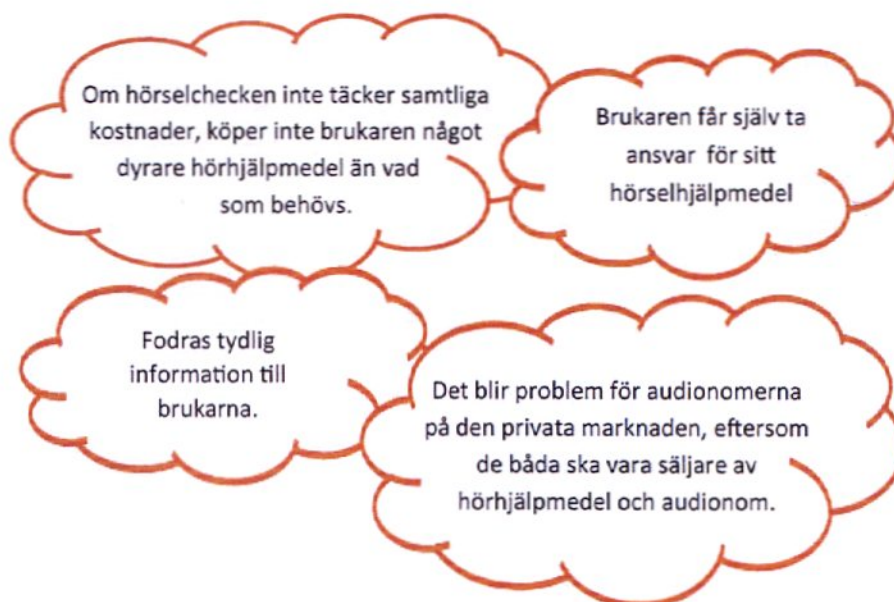 Om hörselchecken inte täcker samtliga
kostnader, köper inte brukaren något
dyrare hörhjälpmedel än vad
som behövs.
Brukaren får själv ta
ansvar för sitt
hörselhjälpmedel
Fodras tydlig
information till
brukarna.
Det blir problem för audionomerna
på den privata marknaden, eftersom
de båda ska vara säljare av
hörhjälpmedel och audionom.